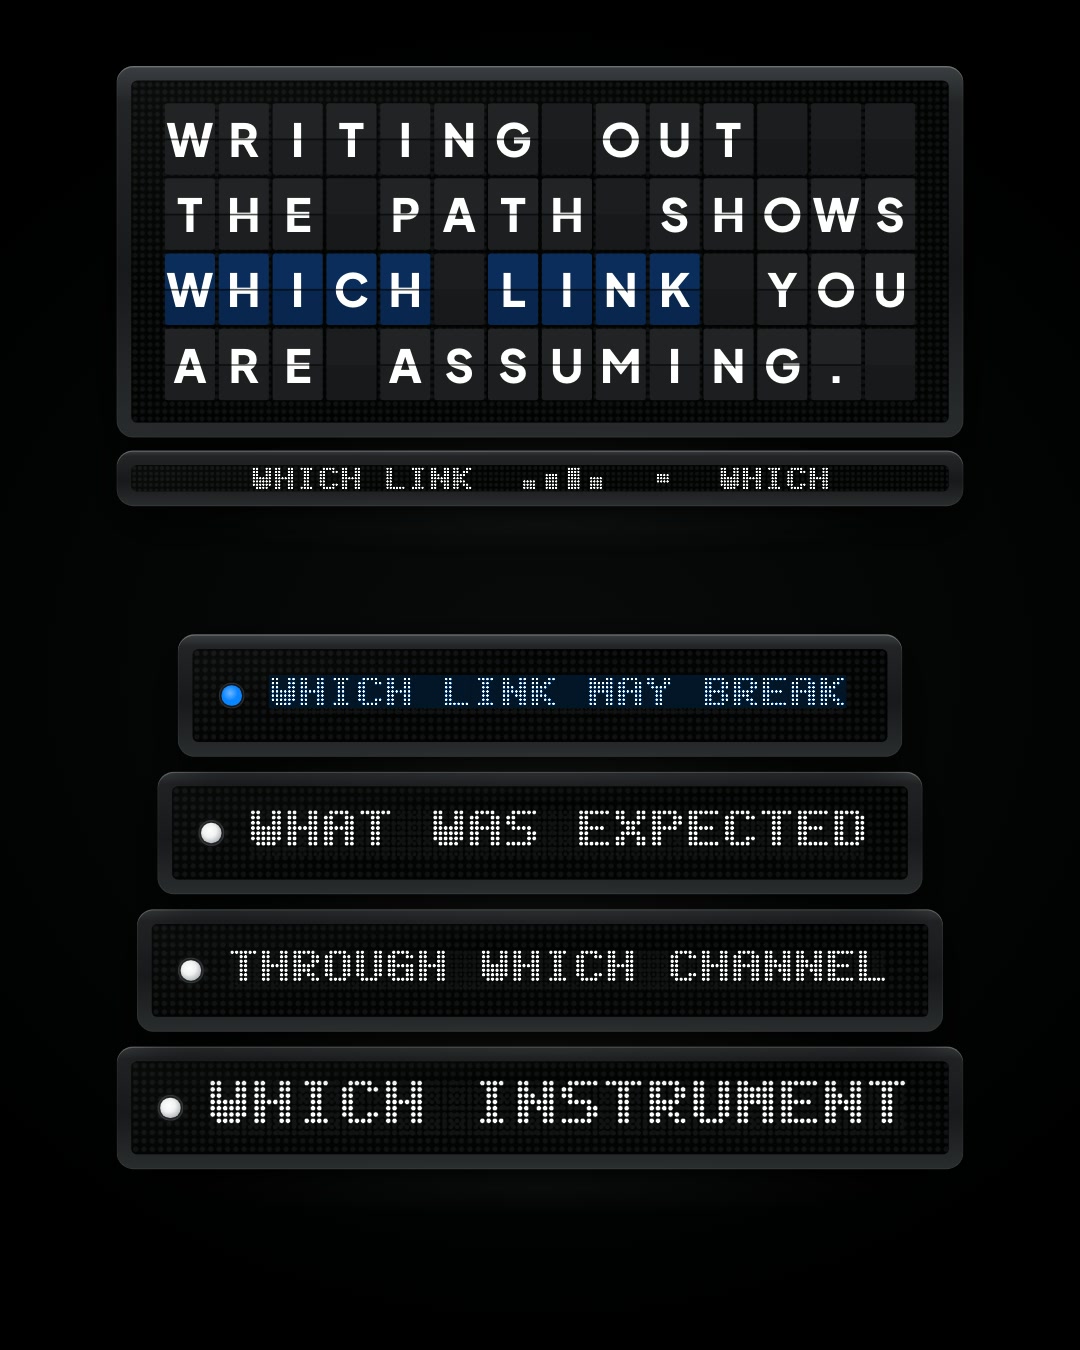 WRITING OUT
THE PATH SHOWS
WHICH LINK YOU
ARE ASSUMING.
WHICH LINK WHICH
WHICH LINK MAY BREAK
WHAT WAS EXPECTED
THROUGH WHICH CHANNEL
WHICH INSTRUMENT